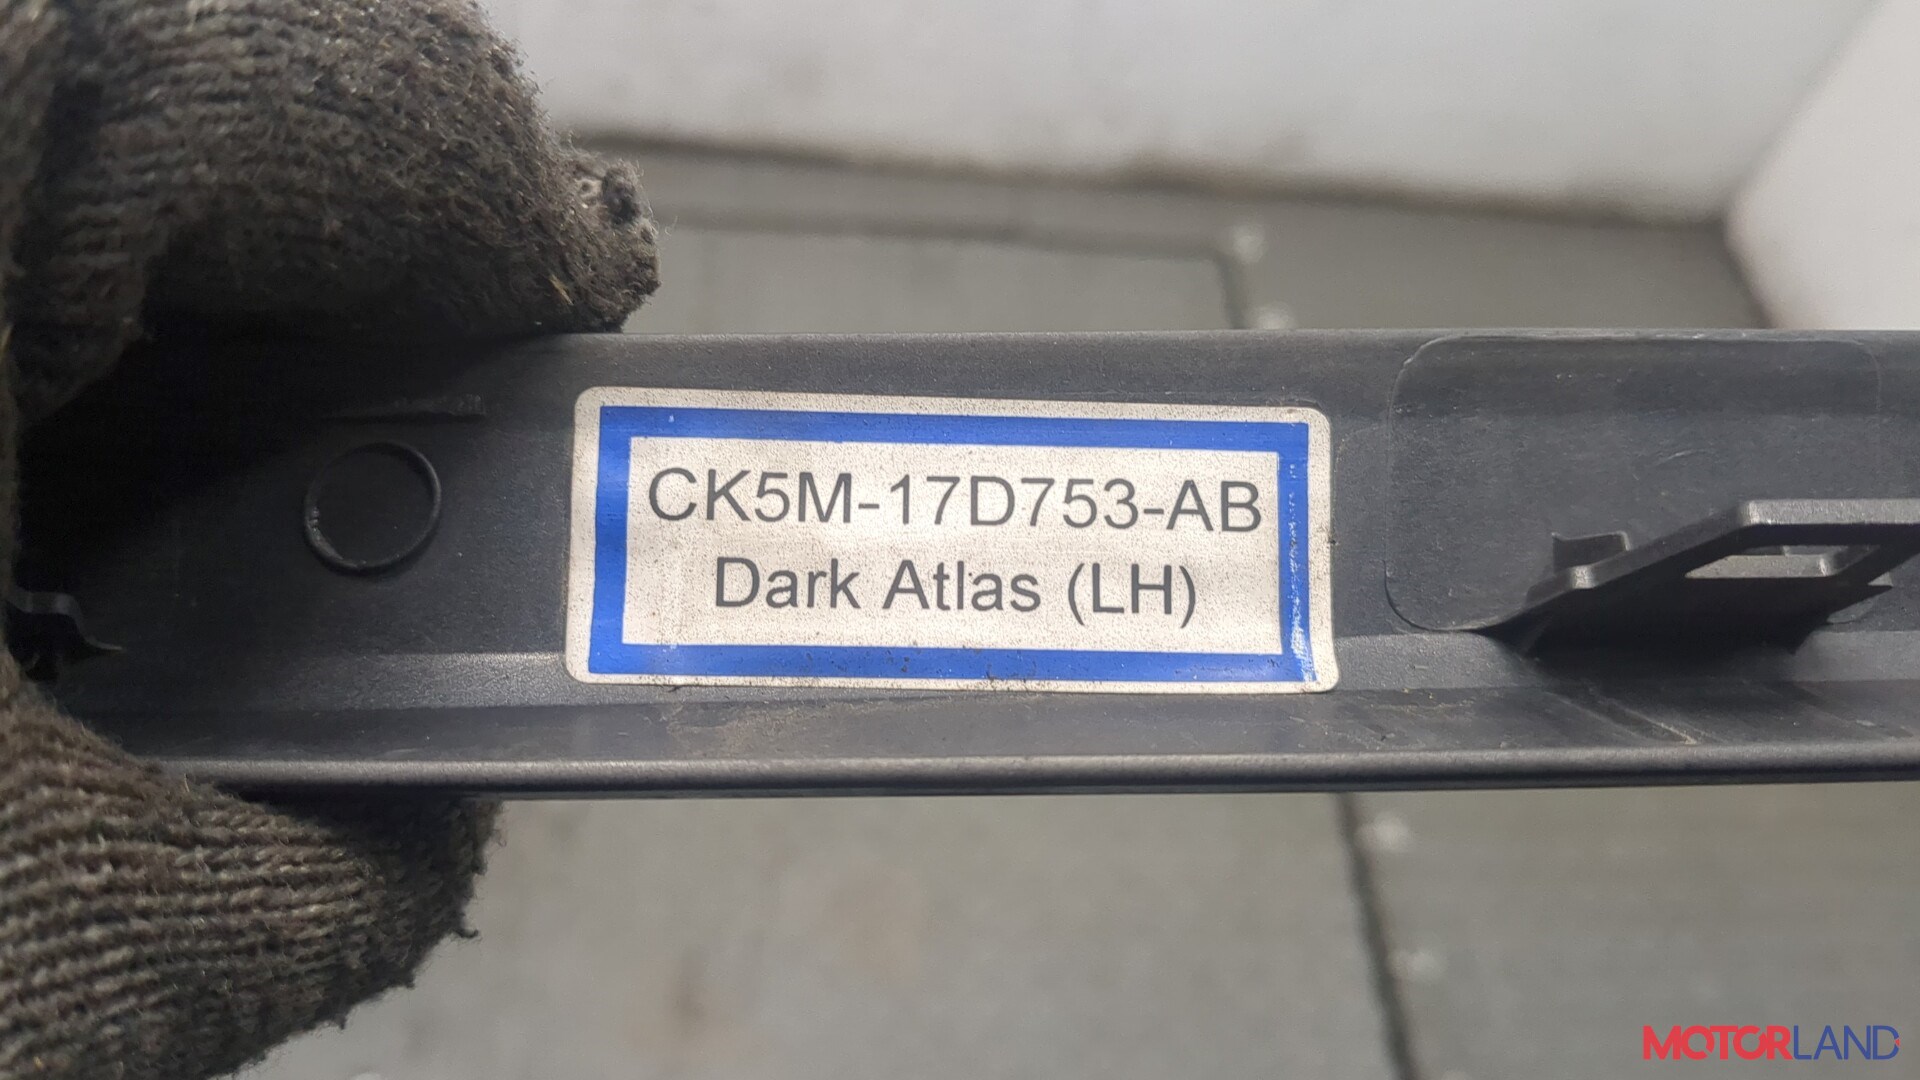 CK5M-17D753-AB
Dark Atlas (LH)
MOTORLAND